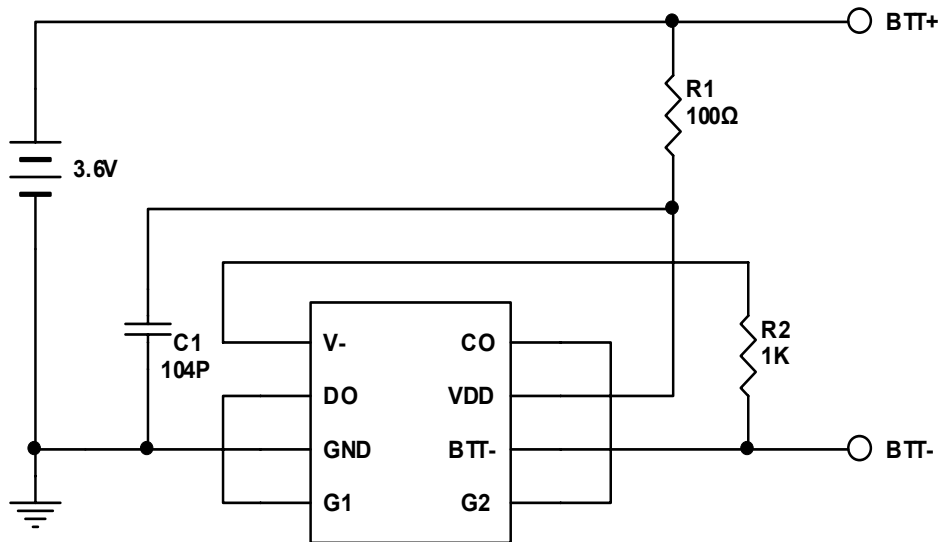 BTT+
R1
100Ω
3.6V
C1
104P
R2
1K
V-
CO
DO
VDD
GND
BTT-
G1
G2
BTT-